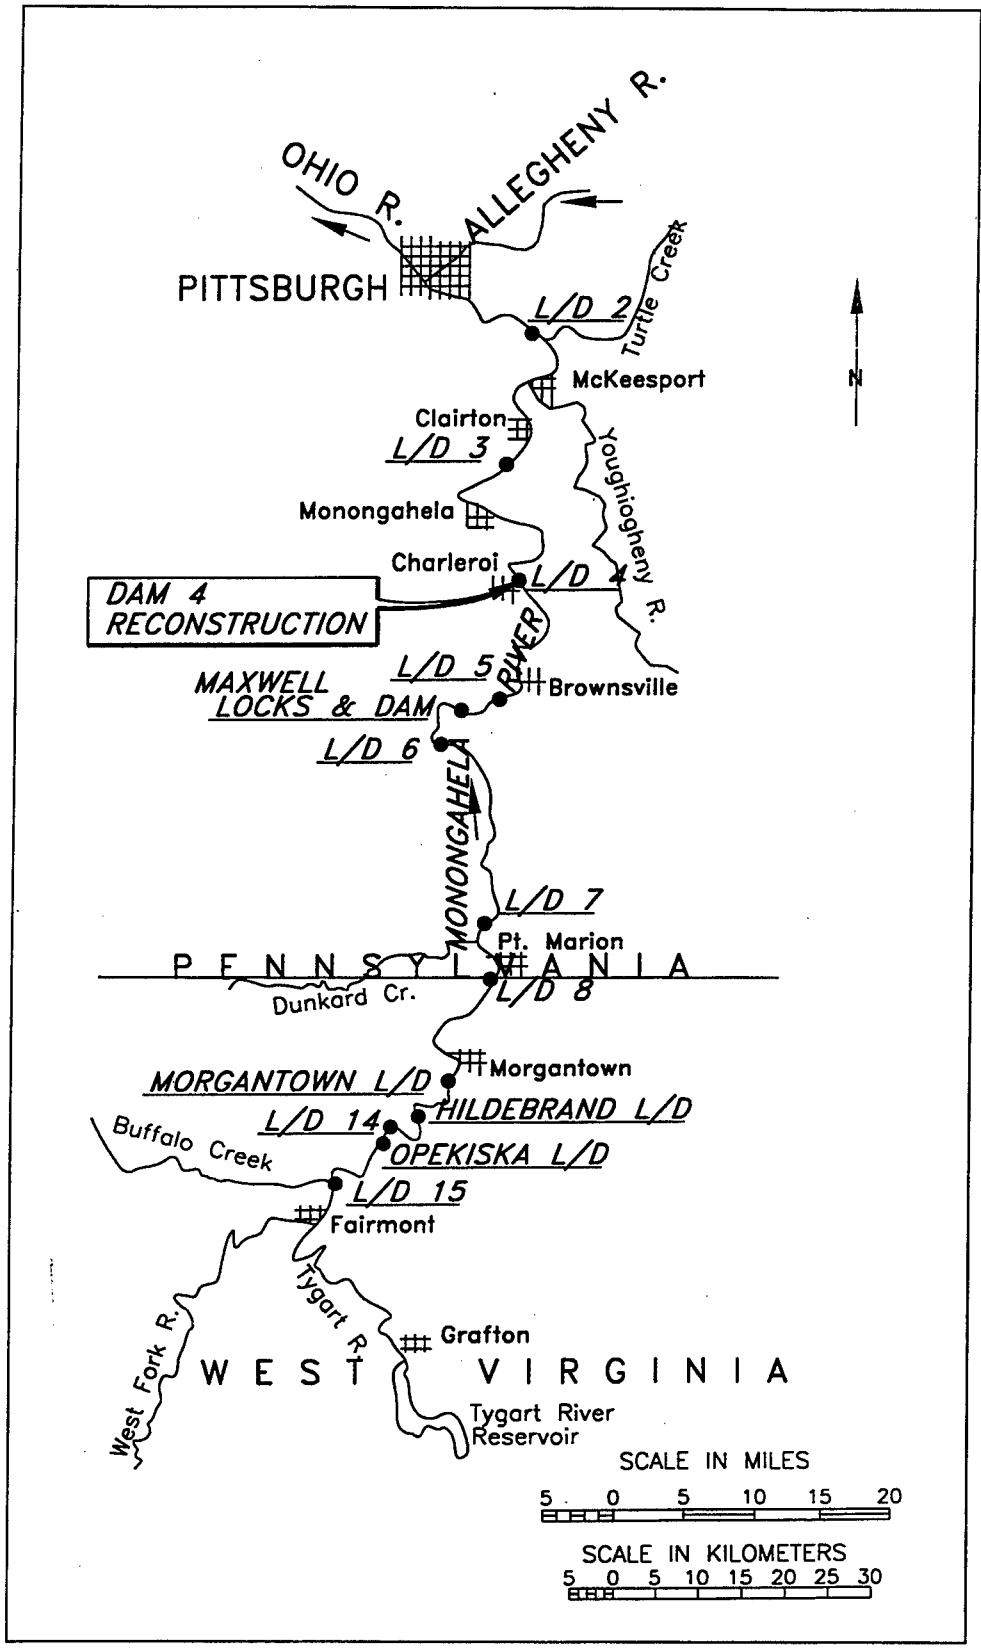 OHIO R.
ALLEGHENY R.
PITTSBURGH
L/D 2
Turtle Creek
N
McKeesport
Clairton
L/D 3
Youghiogheny R.
Monongahela
Charleroi
L/D 4
DAM 4
RECONSTRUCTION
MONONGAHELA RIVER
L/D 5
Brownsville
MAXWELL
LOCKS & DAM
L/D 6
L/D 7
Pt. Marion
PENNSYLVANIA
L/D 8
Dunkard Cr.
Morgantown
MORGANTOWN L/D
HILDEBRAND L/D
L/D 14
Buffalo Creek
OPEKISKA L/D
L/D 15
Fairmont
Tygart R.
West Fork R.
Grafton
WEST VIRGINIA
Tygart River
Reservoir
SCALE IN MILES
5 0 5 10 15 20
SCALE IN KILOMETERS
5 0 5 10 15 20 25 30